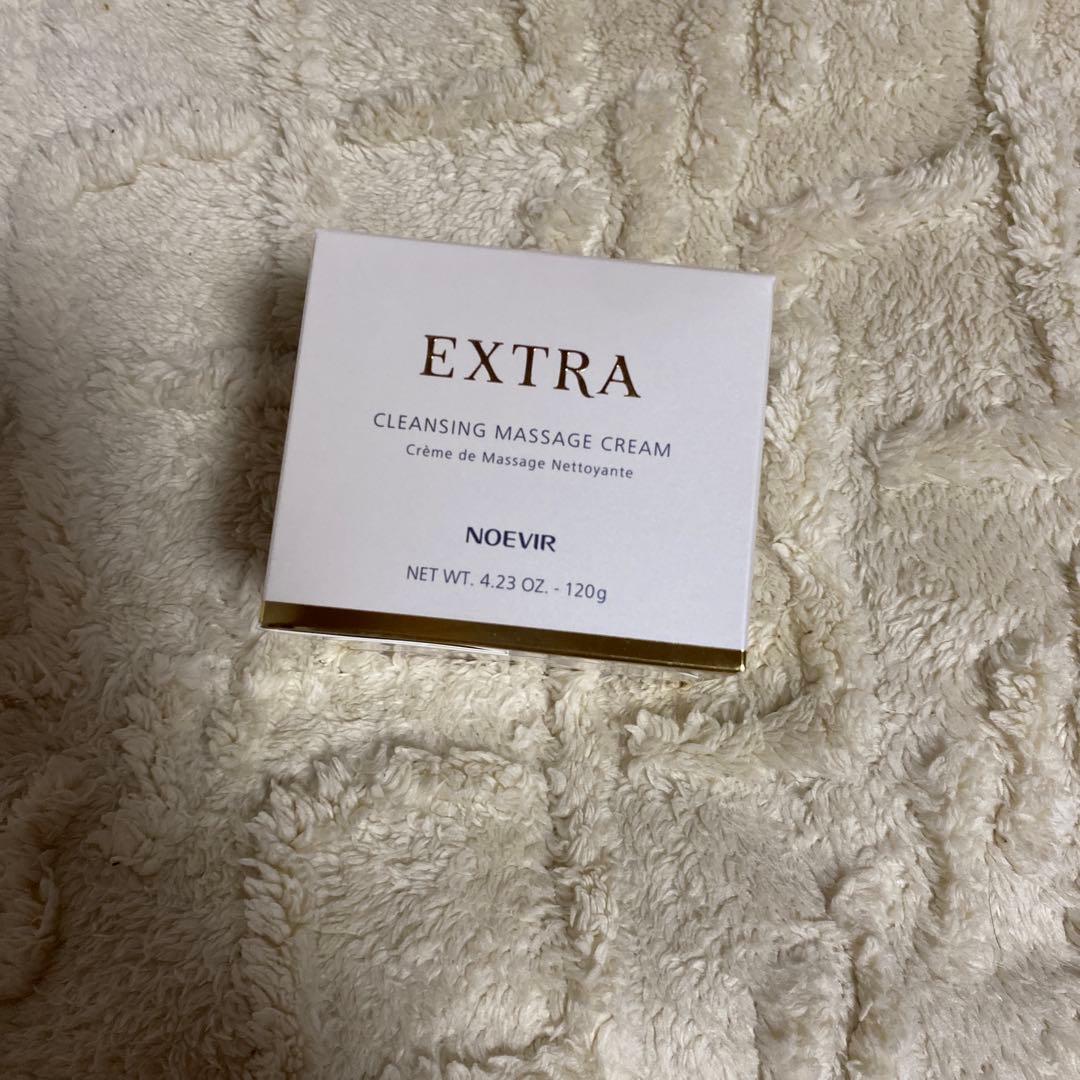 EXTRA
CLEANSING MASSAGE CREAM
Crème de Massage Nettoyante
NOEVIR
NET WT. 4.23 OZ. - 120g